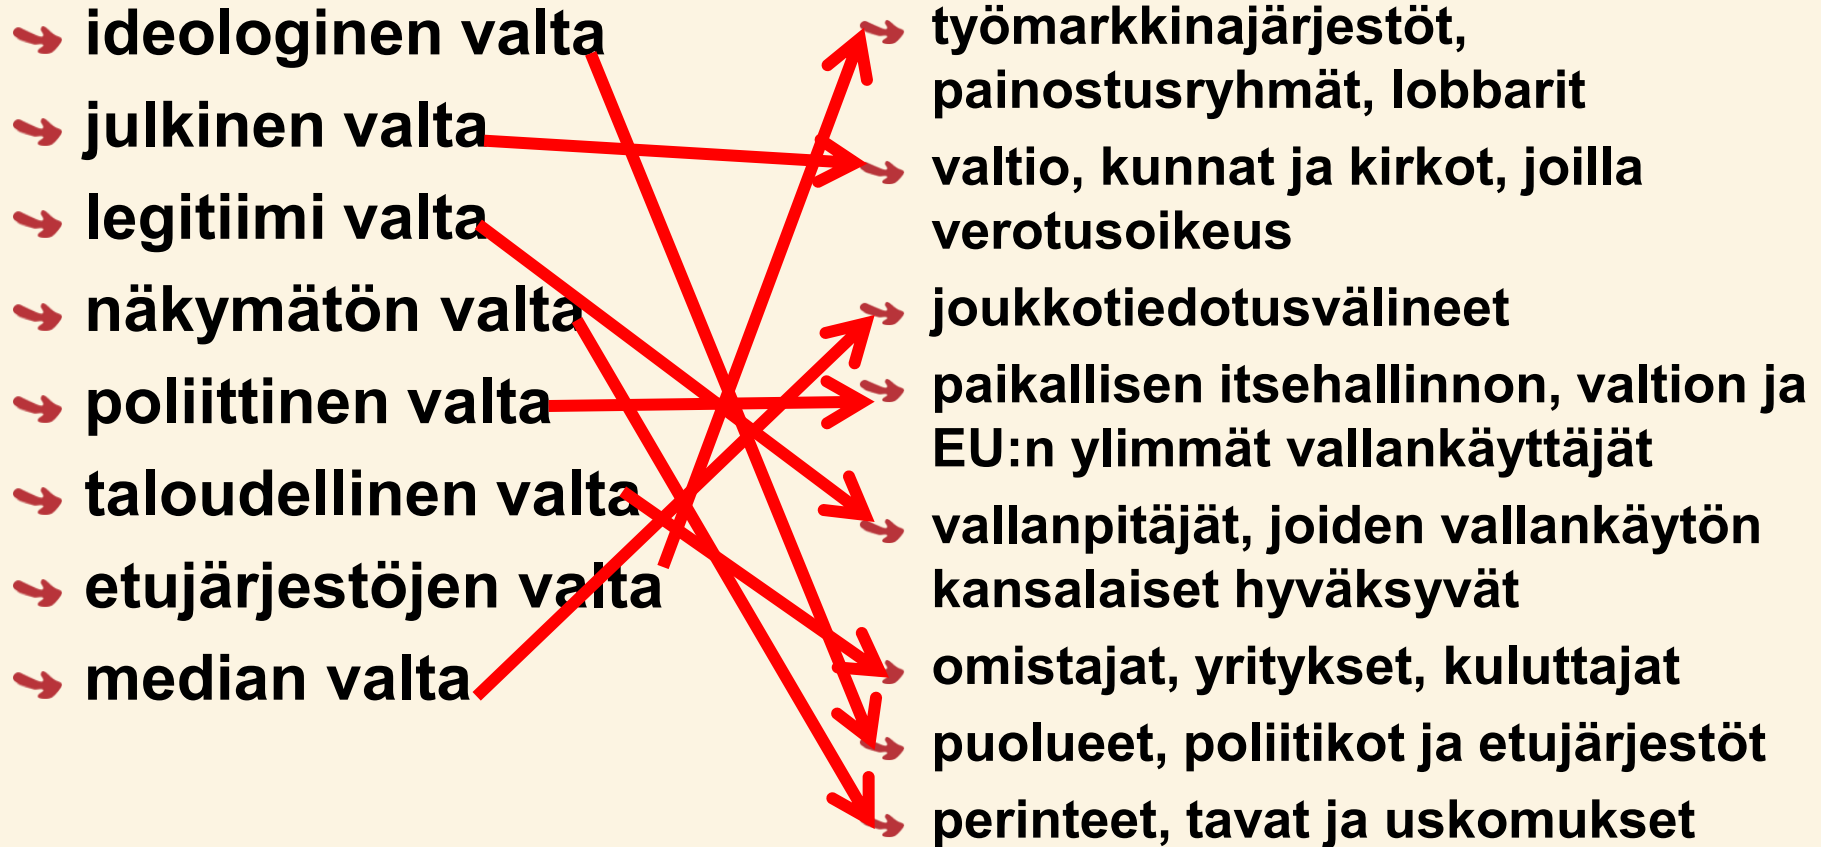 ideologinen valta
julkinen valta
legitiimi valta
näkymätön valta
poliittinen valta
taloudellinen valta
etujärjestöjen valta
median valta
työmarkkinajärjestöt,
painostusryhmät, lobbarit
valtio, kunnat ja kirkot, joilla
verotusoikeus
joukkotiedotusvälineet
paikallisen itsehallinnon, valtion ja
EU:n ylimmät vallankäyttäjät
vallanpitäjät, joiden vallankäytön
kansalaiset hyväksyvät
omistajat, yritykset, kuluttajat
puolueet, poliitikot ja etujärjestöt
perinteet, tavat ja uskomukset